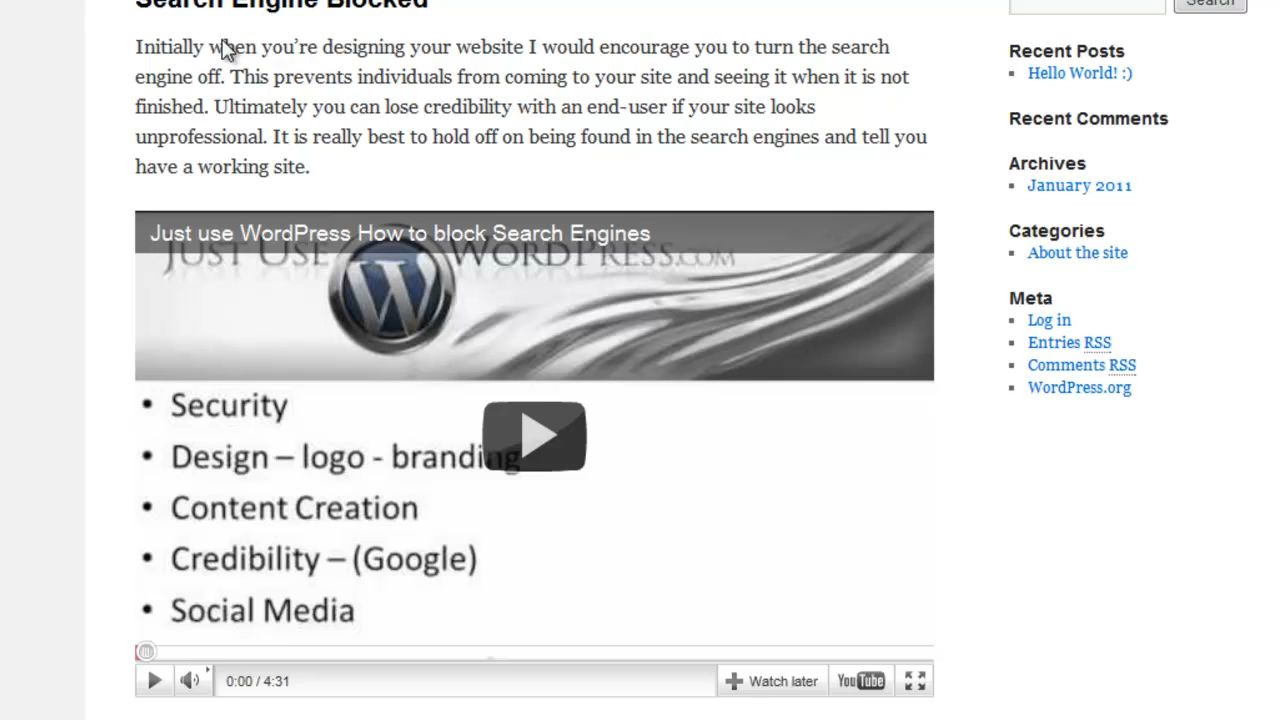 Search Engine Blocked
Search
Initially when you're designing your website I would encourage you to turn the search
engine off. This prevents individuals from coming to your site and seeing it when it is not
finished. Ultimately you can lose credibility with an end-user if your site looks
unprofessional. It is really best to hold off on being found in the search engines and tell you
have a working site.
Just use WordPress How to block Search Engines
JUST USE WORDPRESS.COM
• Security
• Design – logo - branding
• Content Creation
• Credibility – (Google)
• Social Media
0:00 / 4:31
Watch later
YouTube
Recent Posts
Hello World! :)
Recent Comments
Archives
January 2011
Categories
About the site
Meta
Log in
Entries RSS
Comments RSS
WordPress.org